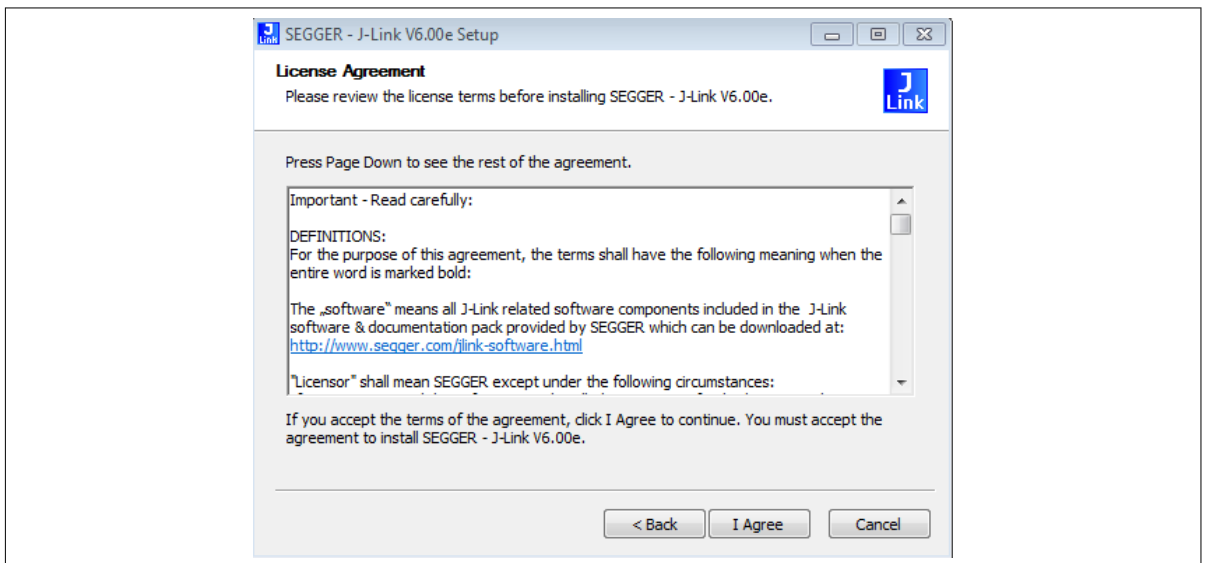 J
Link
SEGGER - J-Link V6.00e Setup
License Agreement
Please review the license terms before installing SEGGER - J-Link V6.00e.
J
Link
Press Page Down to see the rest of the agreement.
Important - Read carefully:
DEFINITIONS:
For the purpose of this agreement, the terms shall have the following meaning when the
entire word is marked bold:
The „software“ means all J-Link related software components included in the  J-Link
software & documentation pack provided by SEGGER which can be downloaded at:
http://www.segger.com/jlink-software.html
"Licensor" shall mean SEGGER except under the following circumstances:
If you accept the terms of the agreement, click I Agree to continue. You must accept the
agreement to install SEGGER - J-Link V6.00e.
< Back
I Agree
Cancel